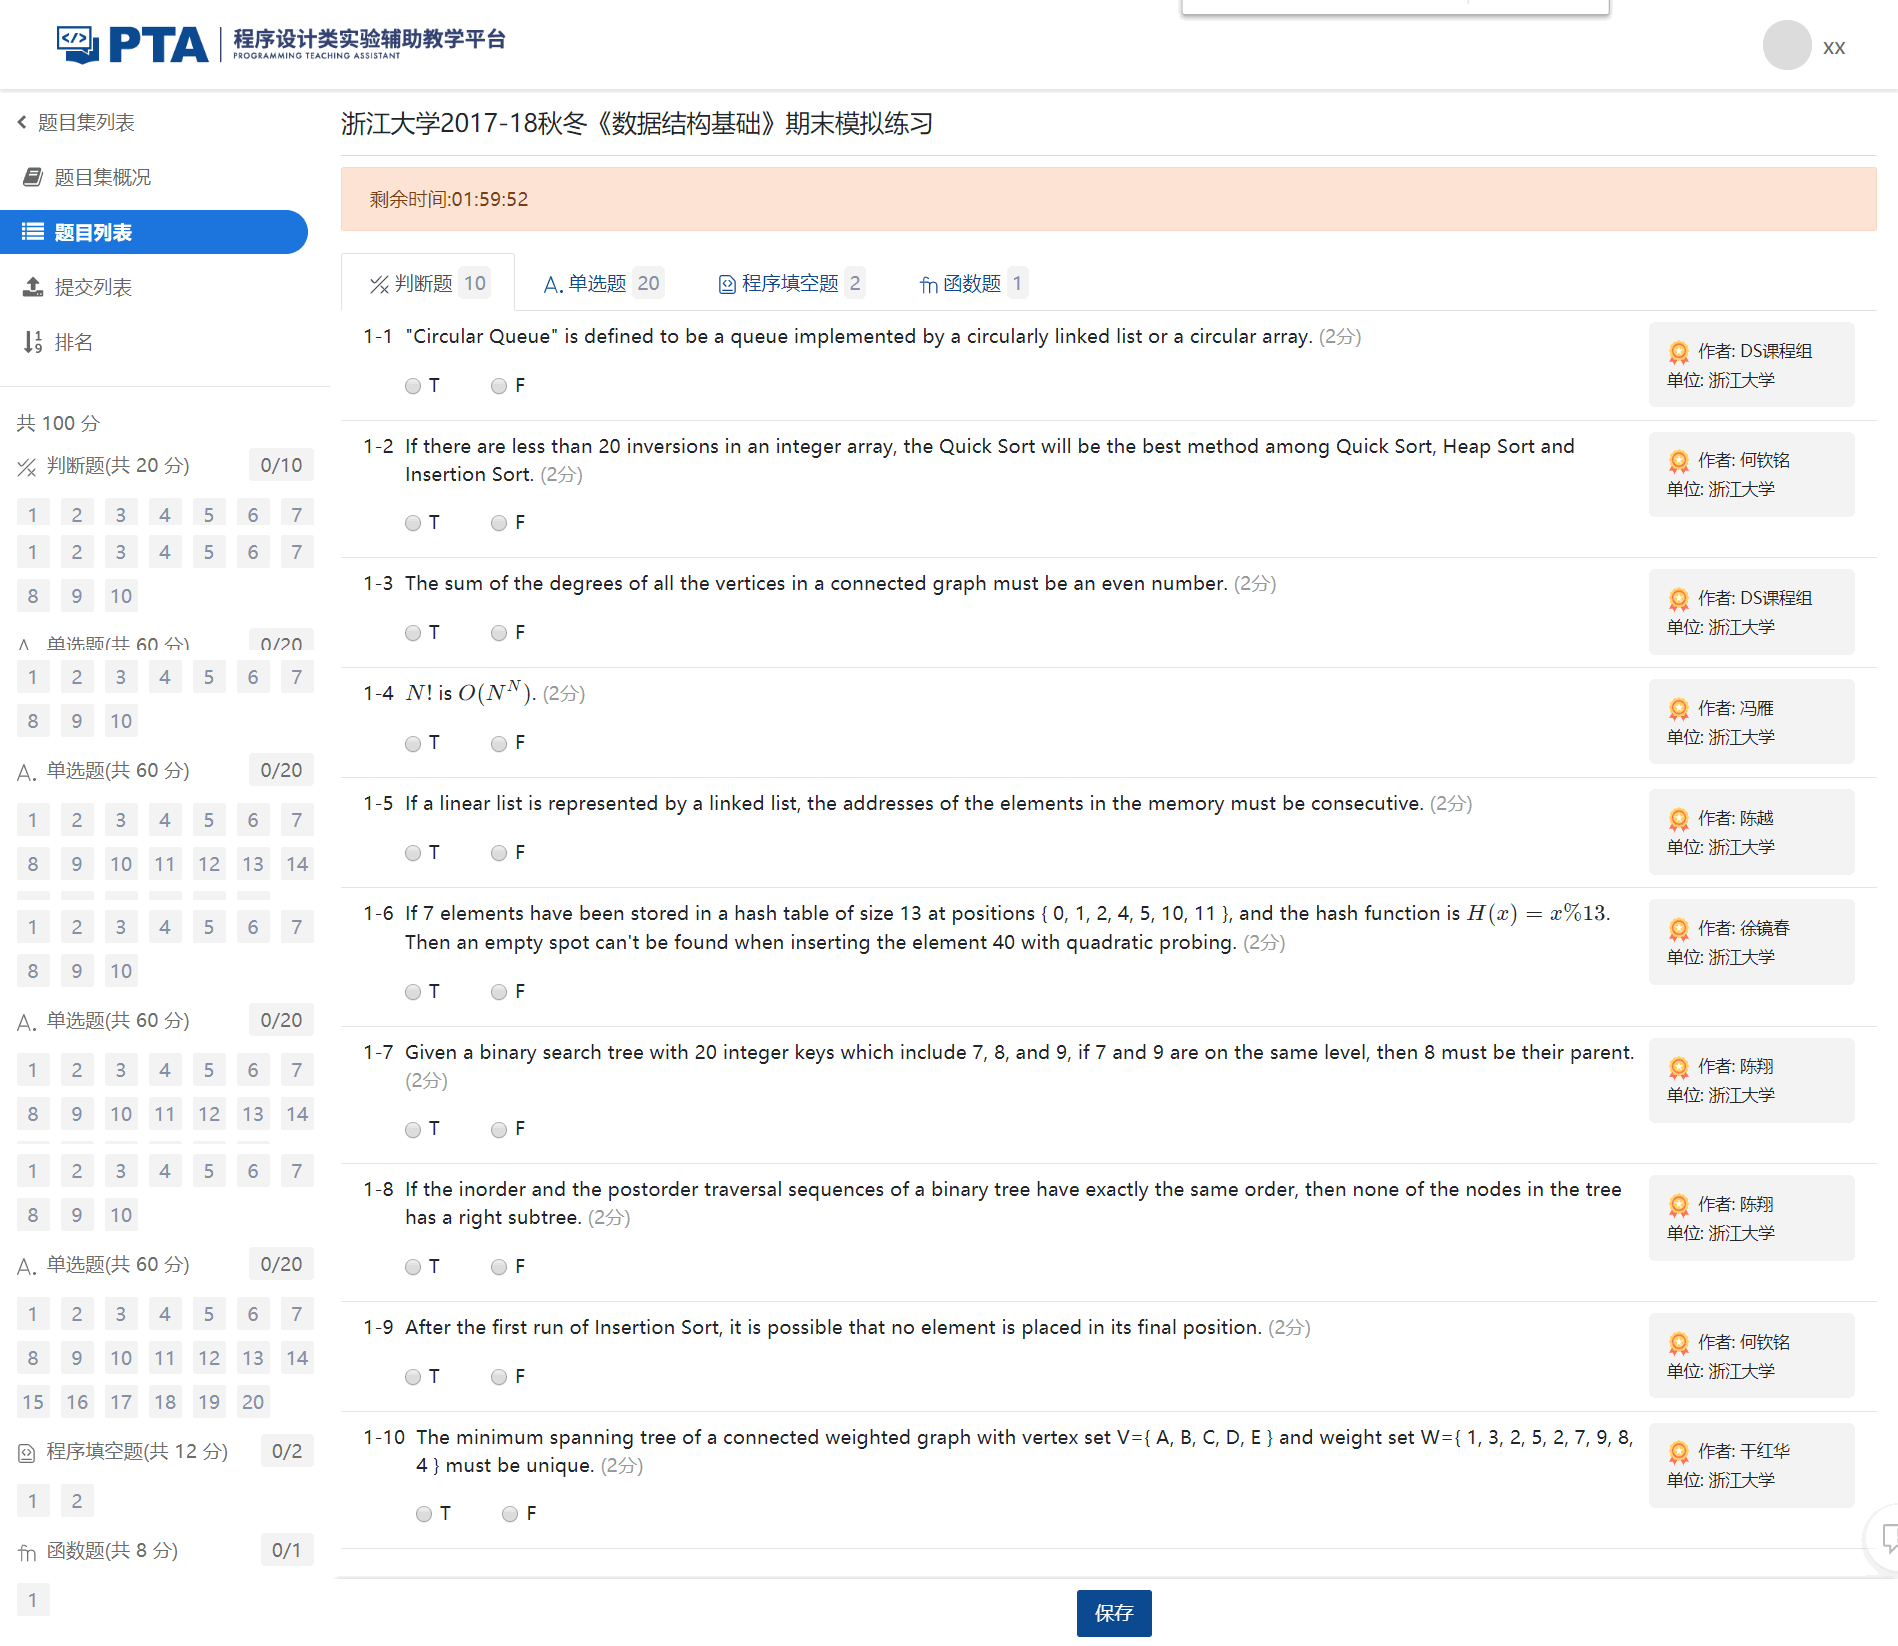 PTA 程序设计类实验辅助教学平台
PROGRAMMING TEACHING ASSISTANT
xx
题目集列表
题目集概况
题目列表
提交列表
排名
共 100 分
判断题(共 20 分) 0/10
1 2 3 4 5 6 7
1 2 3 4 5 6 7
8 9 10
单选题(共 60 分) 0/20
1 2 3 4 5 6 7
8 9 10
A. 单选题(共 60 分) 0/20
1 2 3 4 5 6 7
8 9 10 11 12 13 14
1 2 3 4 5 6 7
8 9 10
A. 单选题(共 60 分) 0/20
1 2 3 4 5 6 7
8 9 10 11 12 13 14
1 2 3 4 5 6 7
8 9 10
A. 单选题(共 60 分) 0/20
1 2 3 4 5 6 7
8 9 10 11 12 13 14
15 16 17 18 19 20
程序填空题(共 12 分) 0/2
1 2
fn 函数题(共 8 分) 0/1
1
浙江大学2017-18秋冬《数据结构基础》期末模拟练习
剩余时间:01:59:52
判断题 10 A. 单选题 20 程序填空题 2 fn 函数题 1
1-1 "Circular Queue" is defined to be a queue implemented by a circularly linked list or a circular array. (2分)
T F
作者: DS课程组
单位: 浙江大学
1-2 If there are less than 20 inversions in an integer array, the Quick Sort will be the best method among Quick Sort, Heap Sort and
Insertion Sort. (2分)
T F
作者: 何钦铭
单位: 浙江大学
1-3 The sum of the degrees of all the vertices in a connected graph must be an even number. (2分)
T F
作者: DS课程组
单位: 浙江大学
1-4 N! is O(N^N). (2分)
T F
作者: 冯雁
单位: 浙江大学
1-5 If a linear list is represented by a linked list, the addresses of the elements in the memory must be consecutive. (2分)
T F
作者: 陈越
单位: 浙江大学
1-6 If 7 elements have been stored in a hash table of size 13 at positions { 0, 1, 2, 4, 5, 10, 11 }, and the hash function is H(x) = x%13.
Then an empty spot can't be found when inserting the element 40 with quadratic probing. (2分)
T F
作者: 徐镜春
单位: 浙江大学
1-7 Given a binary search tree with 20 integer keys which include 7, 8, and 9, if 7 and 9 are on the same level, then 8 must be their parent.
(2分)
T F
作者: 陈翔
单位: 浙江大学
1-8 If the inorder and the postorder traversal sequences of a binary tree have exactly the same order, then none of the nodes in the tree
has a right subtree. (2分)
T F
作者: 陈翔
单位: 浙江大学
1-9 After the first run of Insertion Sort, it is possible that no element is placed in its final position. (2分)
T F
作者: 何钦铭
单位: 浙江大学
1-10 The minimum spanning tree of a connected weighted graph with vertex set V={ A, B, C, D, E } and weight set W={ 1, 3, 2, 5, 2, 7, 9, 8,
4 } must be unique. (2分)
T F
作者: 干红华
单位: 浙江大学
保存